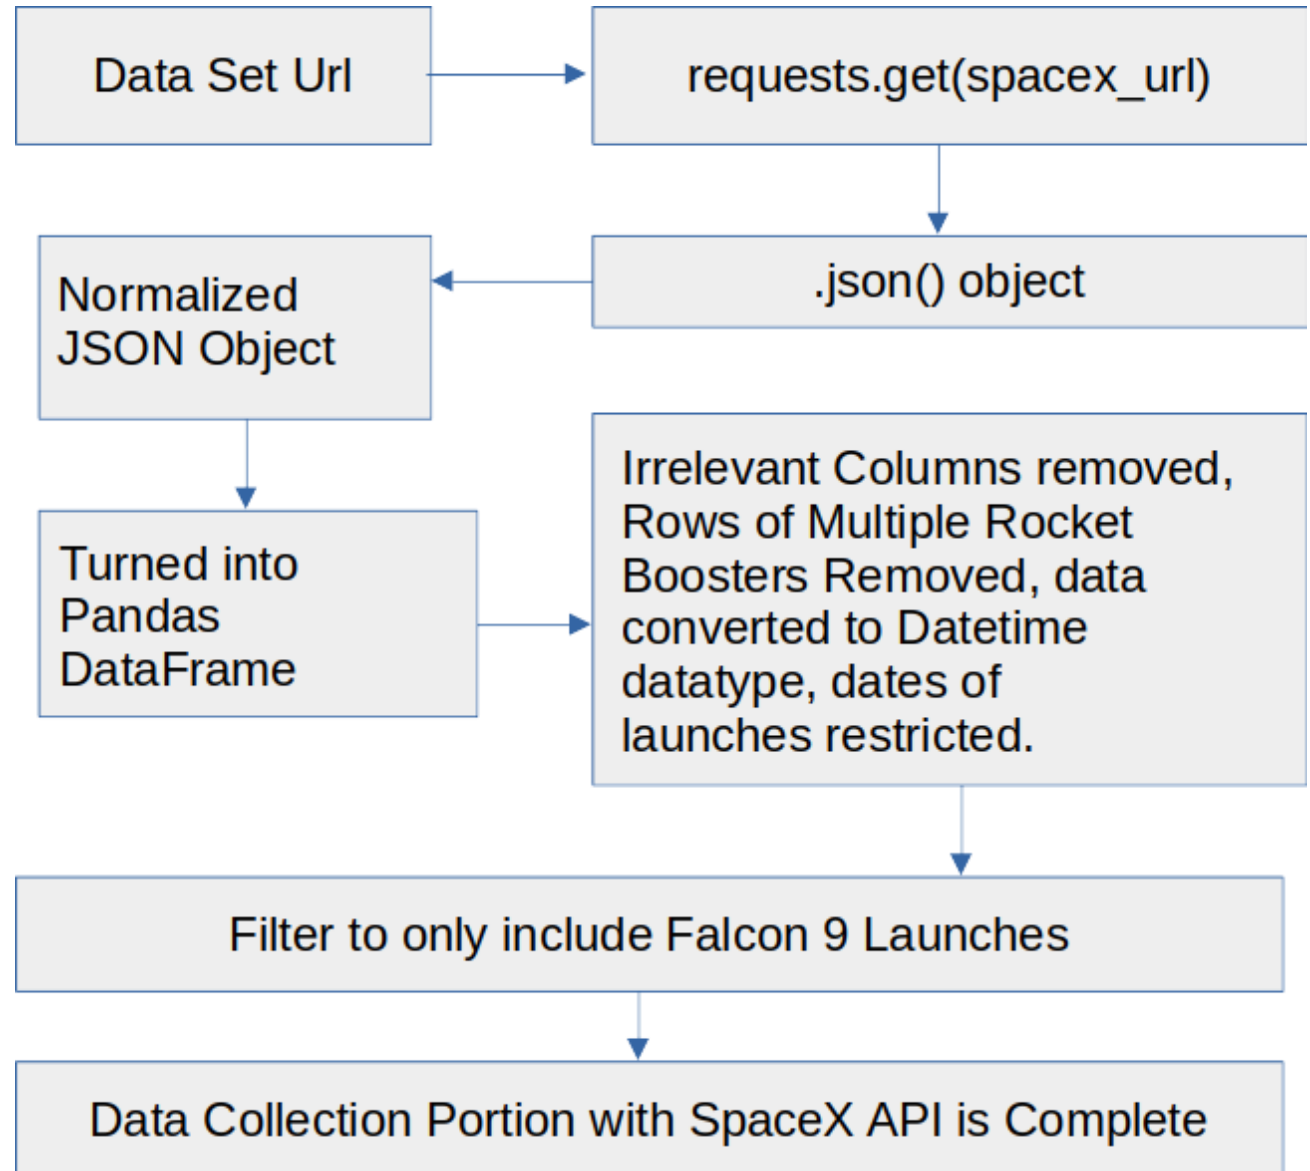 Data Set Url
requests.get(spacex_url)
.json() object
Normalized
JSON Object
Turned into
Pandas
DataFrame
Irrelevant Columns removed,
Rows of Multiple Rocket
Boosters Removed, data
converted to Datetime
datatype, dates of
launches restricted.
Filter to only include Falcon 9 Launches
Data Collection Portion with SpaceX API is Complete